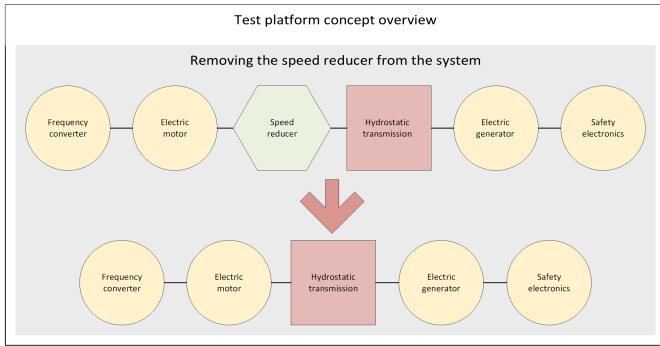 Test platform concept overview
Removing the speed reducer from the system
Frequency
converter
Electric
motor
Speed
reducer
Hydrostatic
transmission
Electric
generator
Safety
electronics
Frequency
converter
Electric
motor
Hydrostatic
transmission
Electric
generator
Safety
electronics